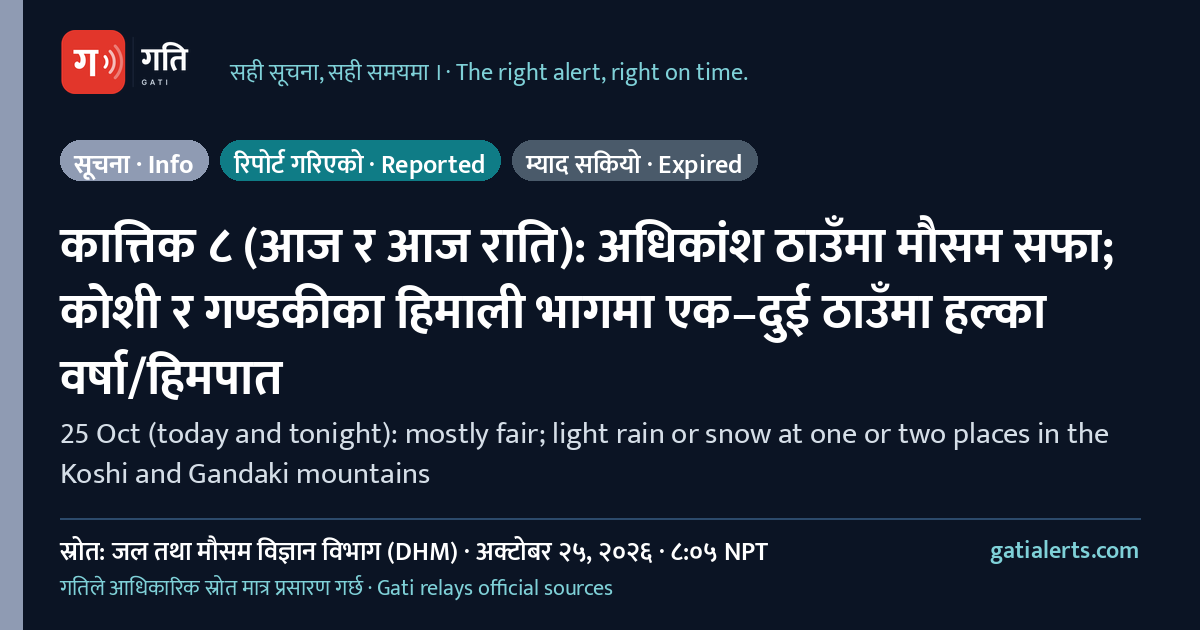 ग
गति
GATI
सही सूचना, सही समयमा । · The right alert, right on time.
सूचना · Info
रिपोर्ट गरिएको · Reported
म्याद सकियो · Expired
कात्तिक ८ (आज र आज राति): अधिकांश ठाउँमा मौसम सफा;
कोशी र गण्डकीका हिमाली भागमा एक–दुई ठाउँमा हल्का
वर्षा/हिमपात
25 Oct (today and tonight): mostly fair; light rain or snow at one or two places in the
Koshi and Gandaki mountains
स्रोत: जल तथा मौसम विज्ञान विभाग (DHM) · अक्टोबर २५, २०२६ · ८:०५ NPT
gatialerts.com
गतिले आधिकारिक स्रोत मात्र प्रसारण गर्छ · Gati relays official sources